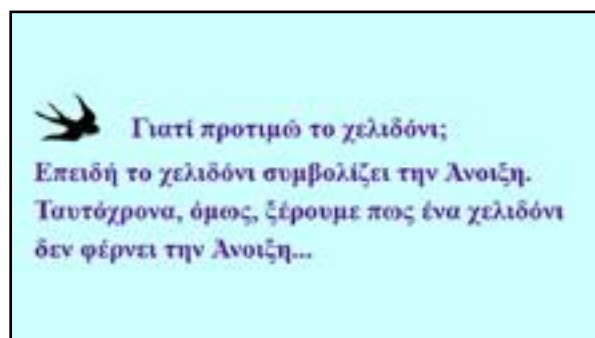 Γιατί προτιμώ το χελιδόνι;
Επειδή το χελιδόνι συμβολίζει την Άνοιξη.
Ταυτόχρονα, όμως, ξέρουμε πως ένα χελιδόνι
δεν φέρνει την Άνοιξη...